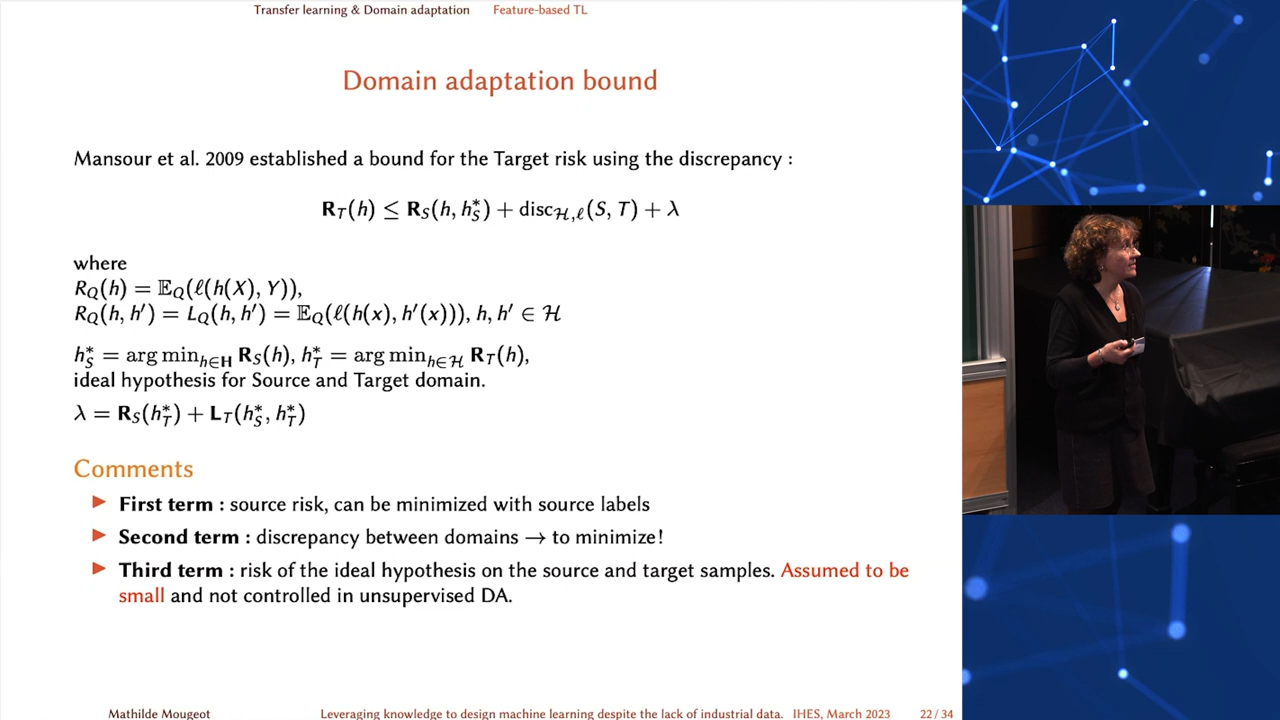 Transfer learning & Domain adaptation Feature-based TL
Domain adaptation bound
Mansour et al. 2009 established a bound for the Target risk using the discrepancy :
R_T(h) ≤ R_S(h, h*_S) + disc_{ℋ,ℓ}(S, T) + λ
where
R_Q(h) = 𝔼_Q(ℓ(h(X), Y)),
R_Q(h, h′) = L_Q(h, h′) = 𝔼_Q(ℓ(h(x), h′(x))), h, h′ ∈ ℋ
h*_S = arg min_{h∈H} R_S(h), h*_T = arg min_{h∈ℋ} R_T(h),
ideal hypothesis for Source and Target domain.
λ = R_S(h*_T) + L_T(h*_S, h*_T)
Comments
First term : source risk, can be minimized with source labels
Second term : discrepancy between domains → to minimize!
Third term : risk of the ideal hypothesis on the source and target samples. Assumed to be
small and not controlled in unsupervised DA.
Mathilde Mougeot Leveraging knowledge to design machine learning despite the lack of industrial data. IHES, March 2023 22 / 34